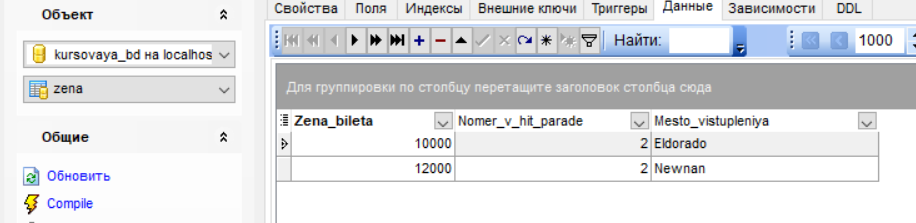 Объект
kursovaya_bd на localhos
zena
Общие
Обновить
Compile
Свойства Поля Индексы Внешние ключи Триггеры Данные Зависимости DDL
Найти: 1000
Для группировки по столбцу перетащите заголовок столбца сюда
Zena_bileta Nomer_v_hit_parade Mesto_vistupleniya
10000 2 Eldorado
12000 2 Newnan